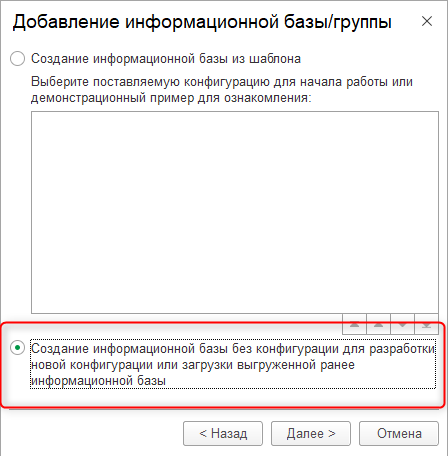 Добавление информационной базы/группы
Создание информационной базы из шаблона
Выберите поставляемую конфигурацию для начала работы или
демонстрационный пример для ознакомления:
Создание информационной базы без конфигурации для разработки
новой конфигурации или загрузки выгруженной ранее
информационной базы
< Назад
Далее >
Отмена